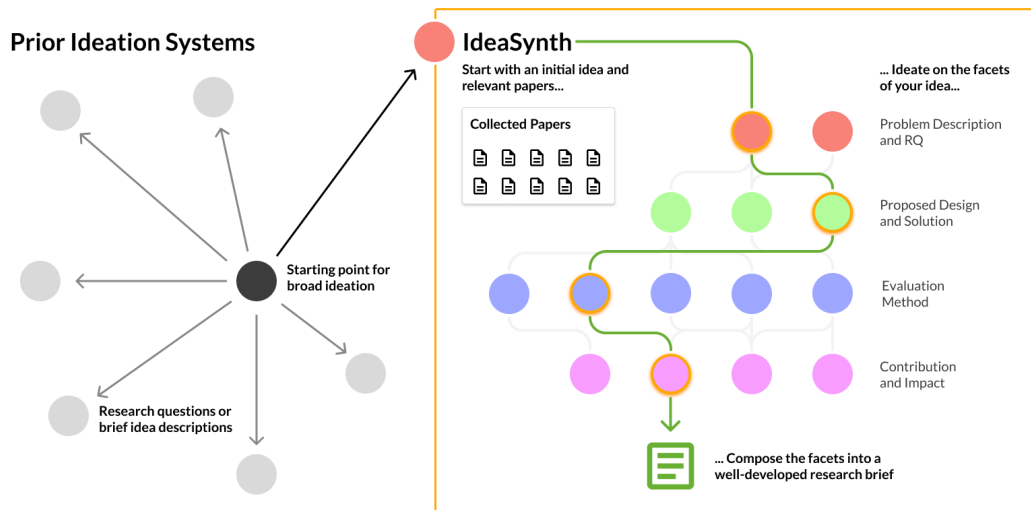 Prior Ideation Systems
Starting point for
broad ideation
Research questions or
brief idea descriptions
IdeaSynth
Start with an initial idea and
relevant papers...
Collected Papers
... Ideate on the facets
of your idea...
Problem Description
and RQ
Proposed Design
and Solution
Evaluation
Method
Contribution
and Impact
... Compose the facets into a
well-developed research brief